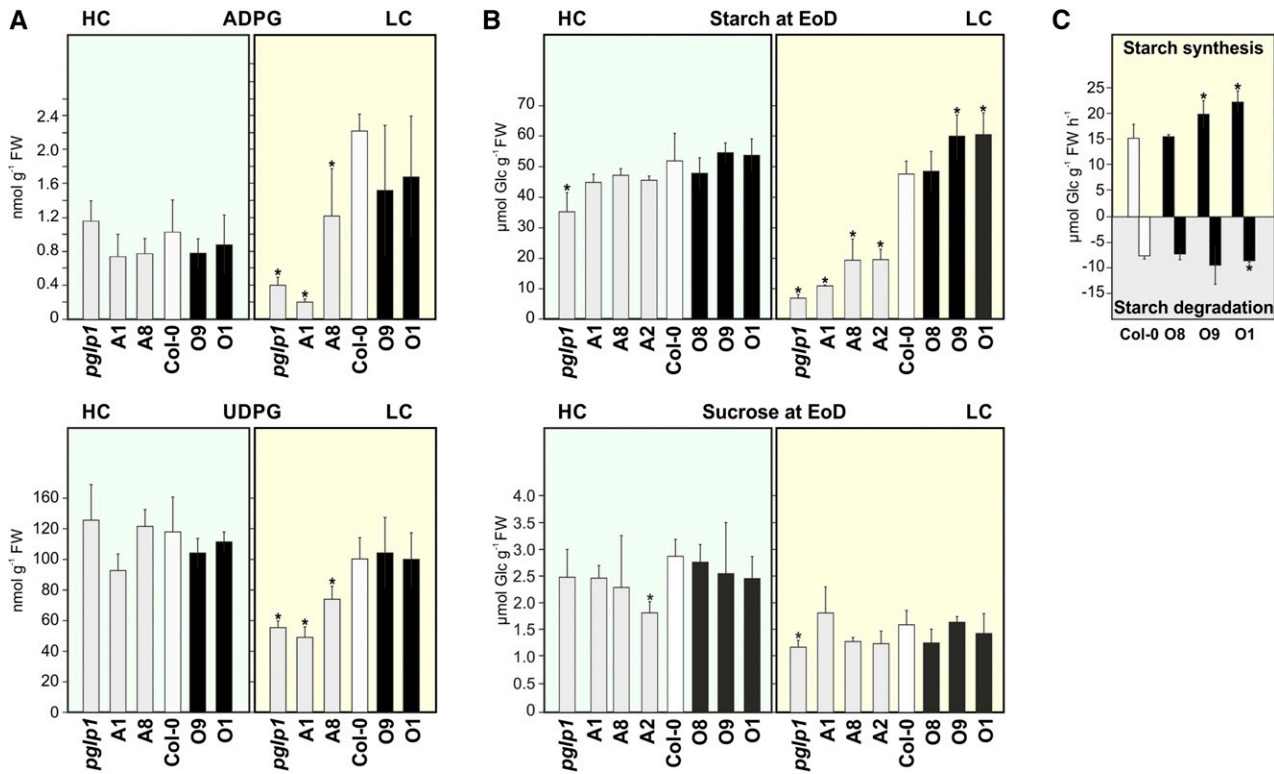 A
HC ADPG LC
nmol g-1 FW
2.4
2.0
1.6
1.2
0.8
0.4
0
* * *
pglp1 A1 A8 Col-0 O9 O1
pglp1 A1 A8 Col-0 O9 O1
HC UDPG LC
nmol g-1 FW
160
120
100
80
60
40
20
0
* * *
pglp1 A1 A8 Col-0 O9 O1
pglp1 A1 A8 Col-0 O9 O1
B
HC Starch at EoD LC
µmol Glc g-1 FW
70
60
50
40
30
20
10
0
* * * * * * *
pglp1 A1 A8 A2 Col-0 O8 O9 O1
pglp1 A1 A8 A2 Col-0 O8 O9 O1
HC Sucrose at EoD LC
µmol Glc g-1 FW
4.0
3.5
3.0
2.5
2.0
1.5
1.0
0.5
0
* *
pglp1 A1 A8 A2 Col-0 O8 O9 O1
pglp1 A1 A8 A2 Col-0 O8 O9 O1
C
Starch synthesis
µmol Glc g-1 FW h-1
25
20
15
10
5
0
-5
-10
-15
* * *
Starch degradation
Col-0 O8 O9 O1